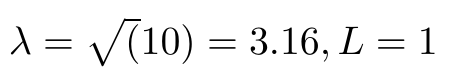 λ = √(10) = 3.16, L = 1